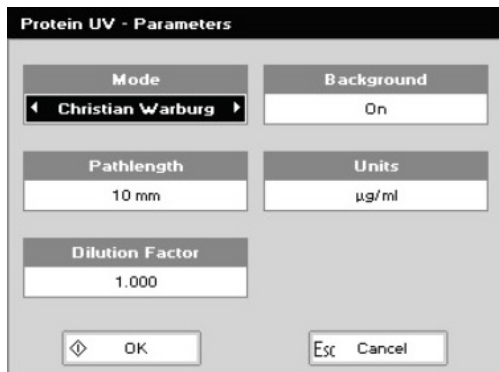 Protein UV - Parameters
Mode
Background
Christian Warburg
On
Pathlength
Units
10 mm
µg/ml
Dilution Factor
1.000
OK
Esc Cancel